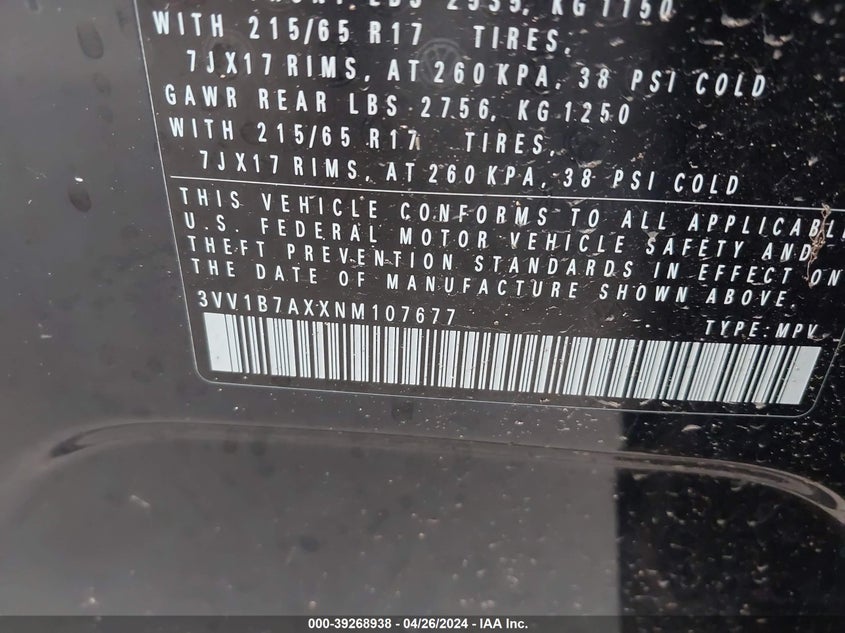 KG 1150
WITH 215/65 R17 TIRES,
7JX17 RIMS, AT 260 KPA, 38 PSI COLD
GAWR REAR LBS 2756, KG1250
WITH 215/65 R17 TIRES,
7JX17 RIMS, AT 260 KPA, 38 PSI COLD
THIS VEHICLE CONFORMS TO ALL APPLICABLE
U.S. FEDERAL MOTOR VEHICLE SAFETY AND
THEFT PREVENTION STANDARDS IN EFFECT ON
THE DATE OF MANUFACTURE SHOWN ABOVE.
3VV1B7AXXNM107677 TYPE:MPV
000-39268938 - 04/26/2024 - IAA Inc.